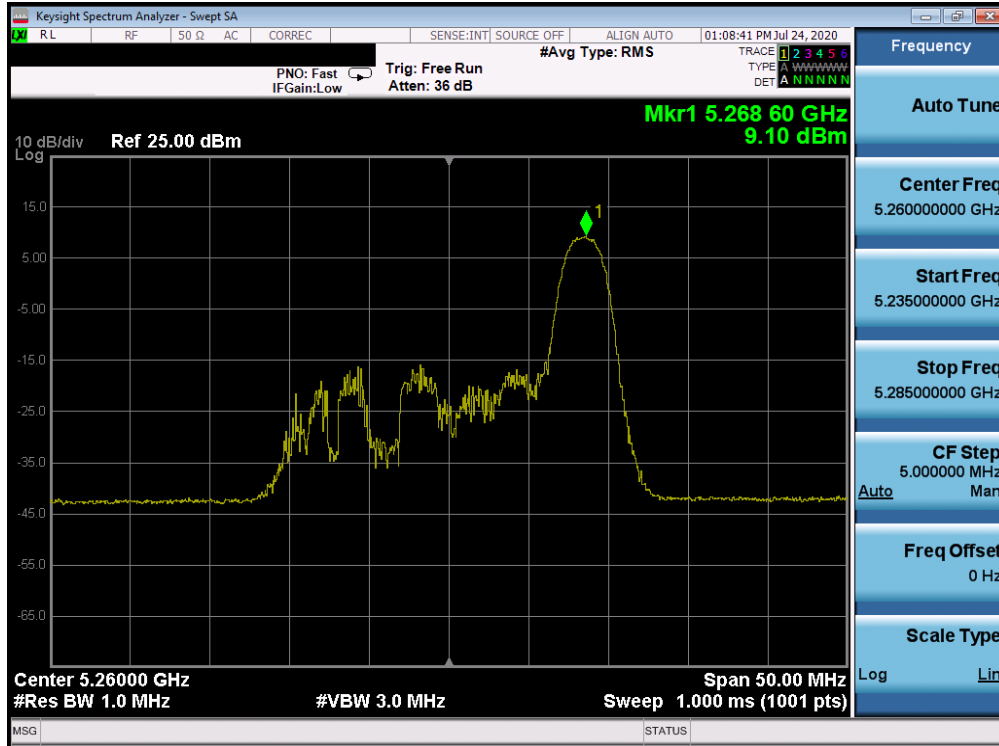 Keysight Spectrum Analyzer - Swept SA
LXI RL RF 50 Ω AC CORREC SENSE:INT SOURCE OFF ALIGN AUTO 01:08:41 PM Jul 24, 2020
#Avg Type: RMS
TRACE 1 2 3 4 5 6
PNO: Fast Trig: Free Run
TYPE A WWWWW
IFGain:Low Atten: 36 dB
DET A N N N N N
Mkr1 5.268 60 GHz
9.10 dBm
10 dB/div Ref 25.00 dBm
Log
1
15.0
5.00
-5.00
-15.0
-25.0
-35.0
-45.0
-55.0
-65.0
Center 5.26000 GHz Span 50.00 MHz
#Res BW 1.0 MHz #VBW 3.0 MHz Sweep 1.000 ms (1001 pts)
MSG STATUS
Frequency
Auto Tune
Center Freq
5.260000000 GHz
Start Freq
5.235000000 GHz
Stop Freq
5.285000000 GHz
CF Step
5.000000 MHz
Auto Man
Freq Offset
0 Hz
Scale Type
Log Lin